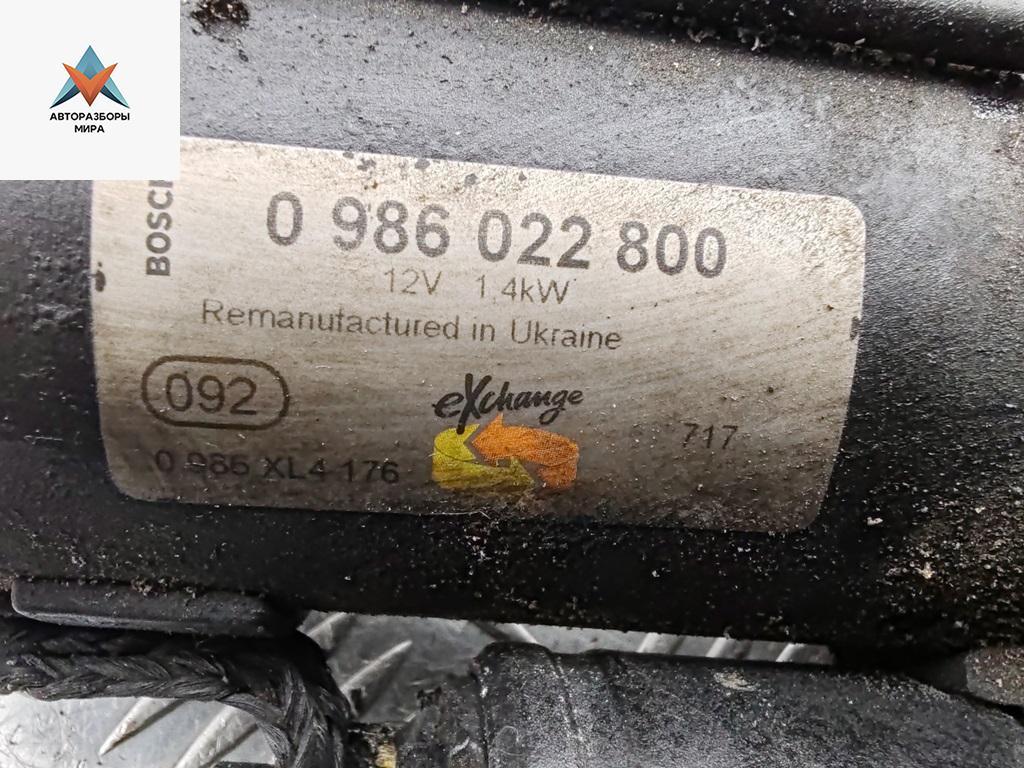 АВТОРАЗБОРЫ
МИРА
BOSCH
0 986 022 800
12V 1,4kW
Remanufactured in Ukraine
092
eXchange
717
0 986 XL4 176